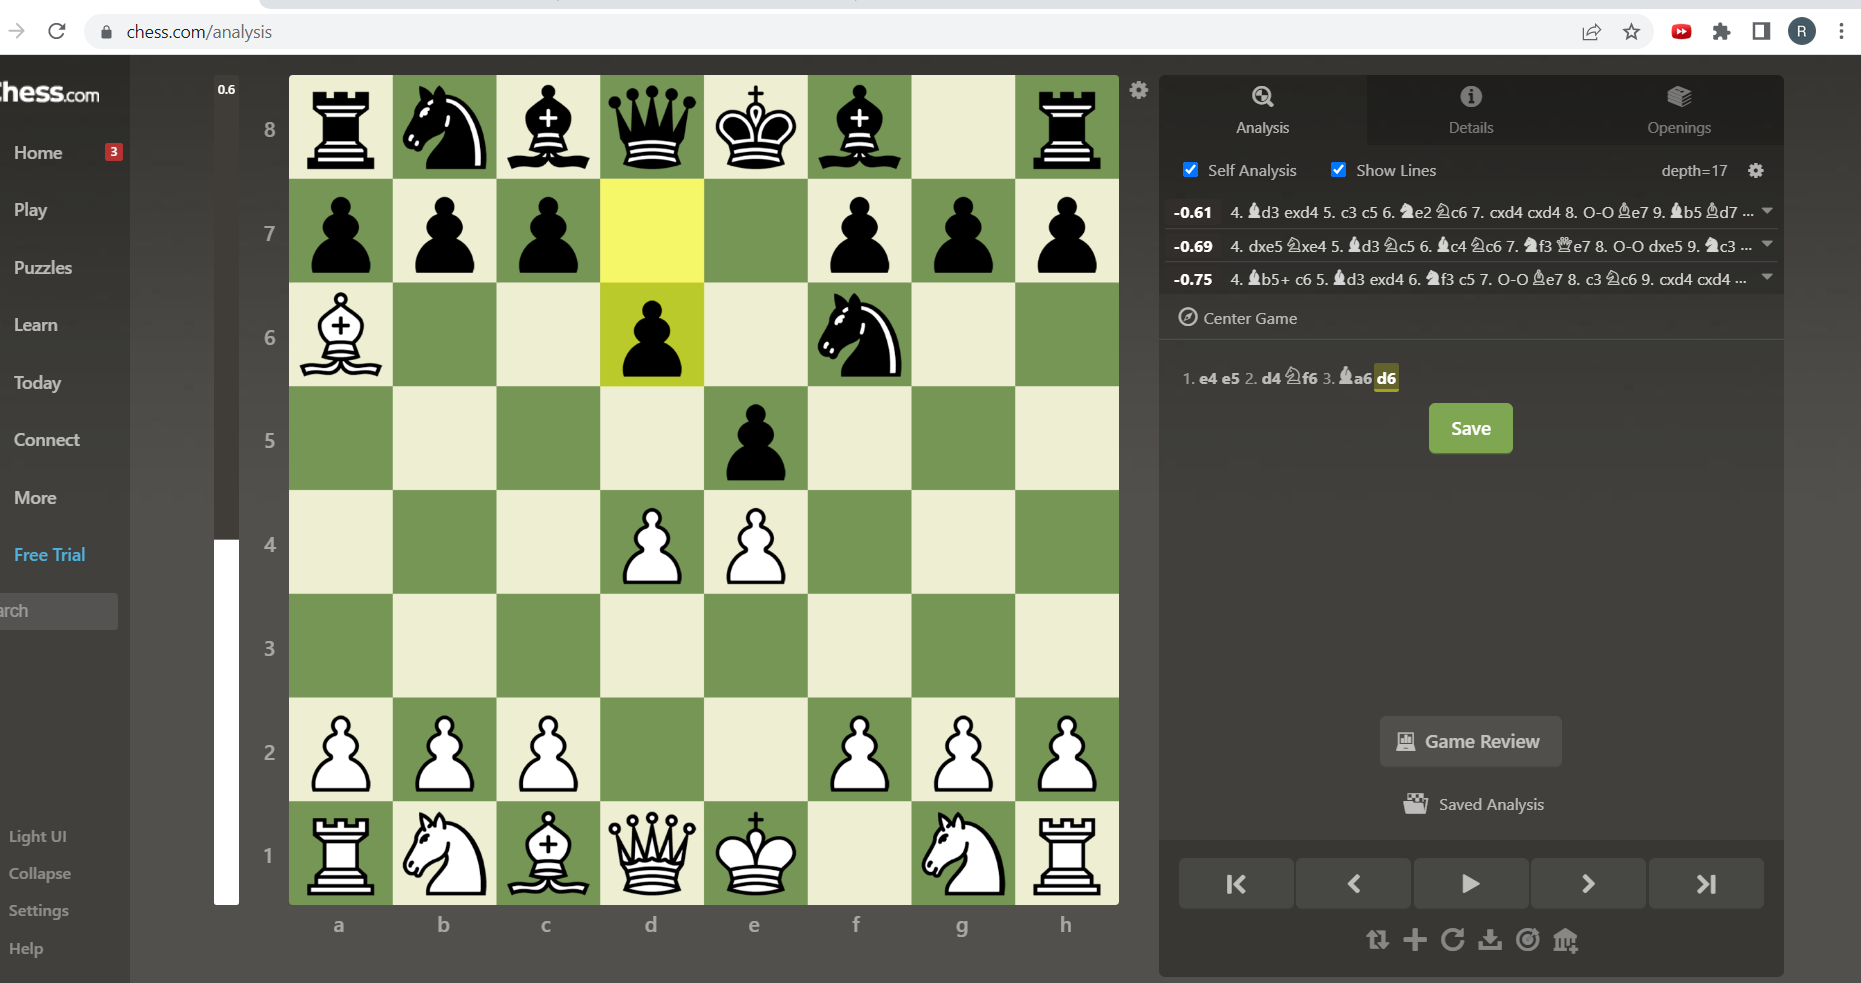 chess.com/analysis
R
Chess.com
Home 3
Play
Puzzles
Learn
Today
Connect
More
Free Trial
arch
Light UI
Collapse
Settings
Help
0.6
8
7
6
5
4
3
2
1
a b c d e f g h
Analysis Details Openings
Self Analysis Show Lines depth=17
-0.61 4. ♝d3 exd4 5. c3 c5 6. ♞e2 ♘c6 7. cxd4 cxd4 8. O-O ♗e7 9. ♝b5 ♗d7 ...
-0.69 4. dxe5 ♘xe4 5. ♝d3 ♘c5 6. ♝c4 ♘c6 7. ♞f3 ♕e7 8. O-O dxe5 9. ♞c3 ...
-0.75 4. ♝b5+ c6 5. ♝d3 exd4 6. ♞f3 c5 7. O-O ♗e7 8. c3 ♘c6 9. cxd4 cxd4 ...
Center Game
1. e4 e5 2. d4 ♘f6 3. ♝a6 d6
Save
Game Review
Saved Analysis